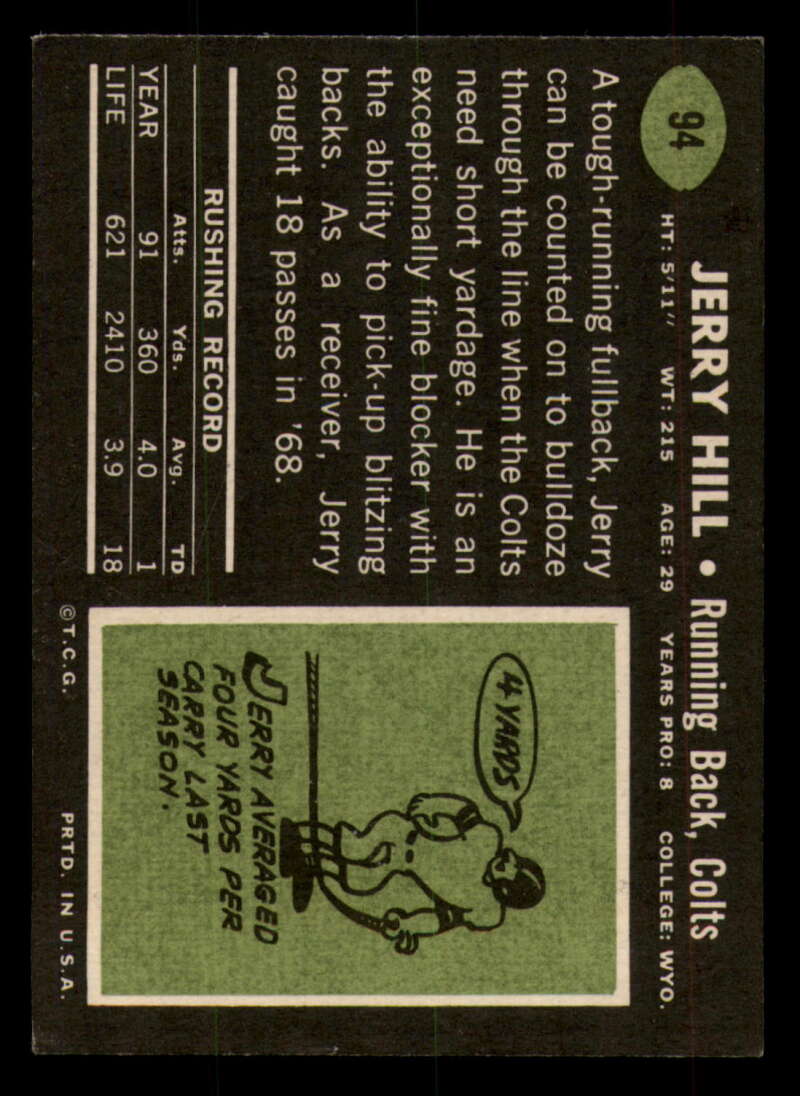 94
JERRY HILL • Running Back, Colts
HT: 5'11" WT: 215 AGE: 29 YEARS PRO: 8 COLLEGE: WYO.
A tough-running fullback, Jerry
can be counted on to bulldoze
through the line when the Colts
need short yardage. He is an
exceptionally fine blocker with
the ability to pick-up blitzing
backs. As a receiver, Jerry
caught 18 passes in '68.
RUSHING RECORD
Atts. Yds. Avg. TD
YEAR 91 360 4.0 1
LIFE 621 2410 3.9 18
4 YARDS
JERRY AVERAGED
FOUR YARDS PER
CARRY LAST
SEASON.
©T.C.G. PRTD. IN U.S.A.